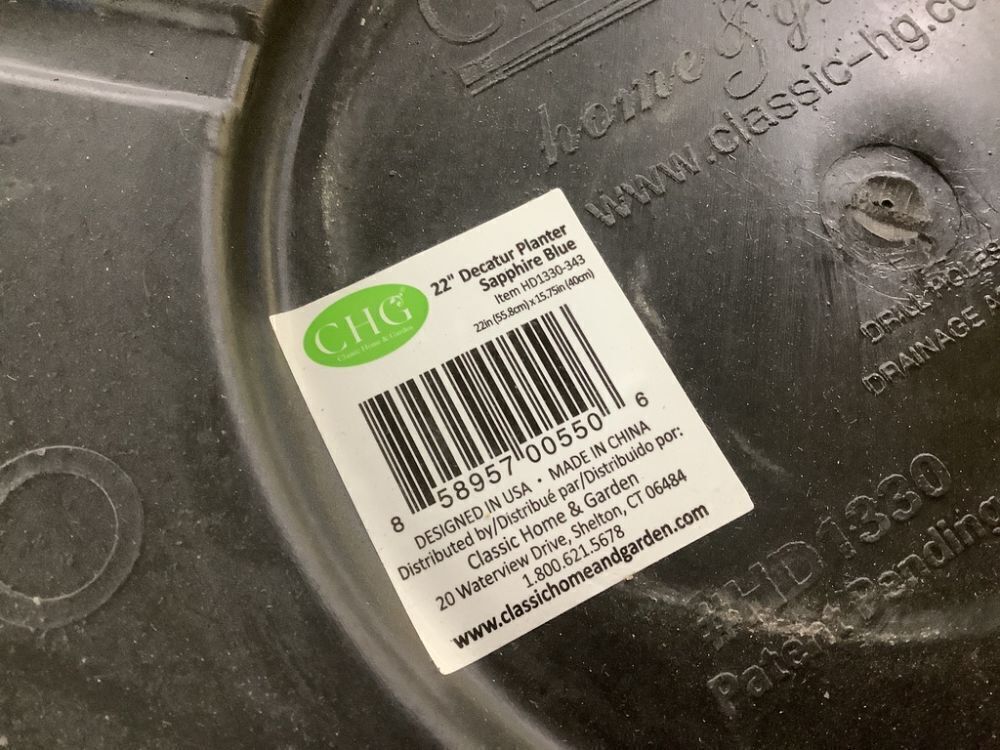 home & g
www.classic-hg.co
CHG®
Classic Home & Garden
22" Decatur Planter
Sapphire Blue
Item HD1330-343
22in (55.8cm) x 15.75in (40cm)
8 58957 00550 6
DESIGNED IN USA · MADE IN CHINA
Distributed by/Distribué par/Distribuido por:
Classic Home & Garden
20 Waterview Drive, Shelton, CT 06484
1.800.621.5678
www.classichomeandgarden.com
DRILL HOLES
DRAINAGE A
#HD1330
Patent Pending